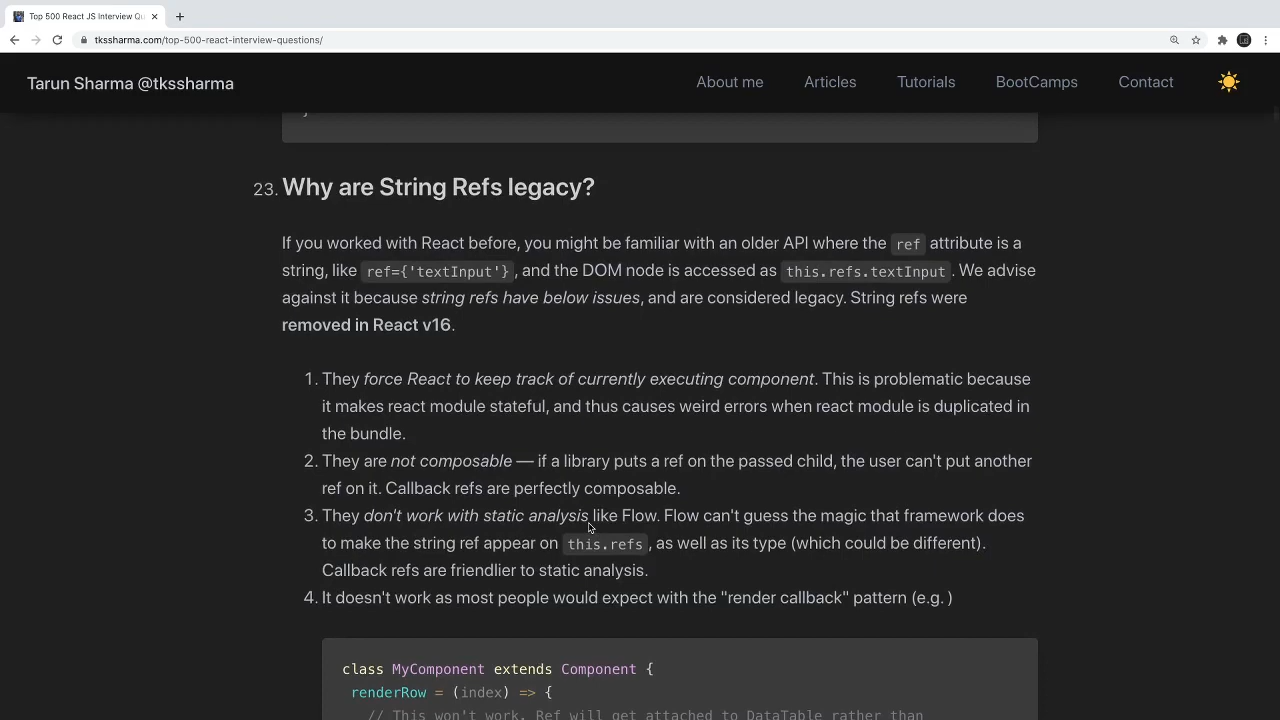 Top 500 React JS Interview Qu
tkssharma.com/top-500-react-interview-questions/
Tarun Sharma @tkssharma
About me
Articles
Tutorials
BootCamps
Contact
}
23. Why are String Refs legacy?
If you worked with React before, you might be familiar with an older API where the ref attribute is a
string, like ref={'textInput'}, and the DOM node is accessed as this.refs.textInput. We advise
against it because string refs have below issues, and are considered legacy. String refs were
removed in React v16.
1. They force React to keep track of currently executing component. This is problematic because
it makes react module stateful, and thus causes weird errors when react module is duplicated in
the bundle.
2. They are not composable — if a library puts a ref on the passed child, the user can't put another
ref on it. Callback refs are perfectly composable.
3. They don't work with static analysis like Flow. Flow can't guess the magic that framework does
to make the string ref appear on this.refs, as well as its type (which could be different).
Callback refs are friendlier to static analysis.
4. It doesn't work as most people would expect with the "render callback" pattern (e.g. )
class MyComponent extends Component {
renderRow = (index) => {
// This won't work. Ref will get attached to DataTable rather than